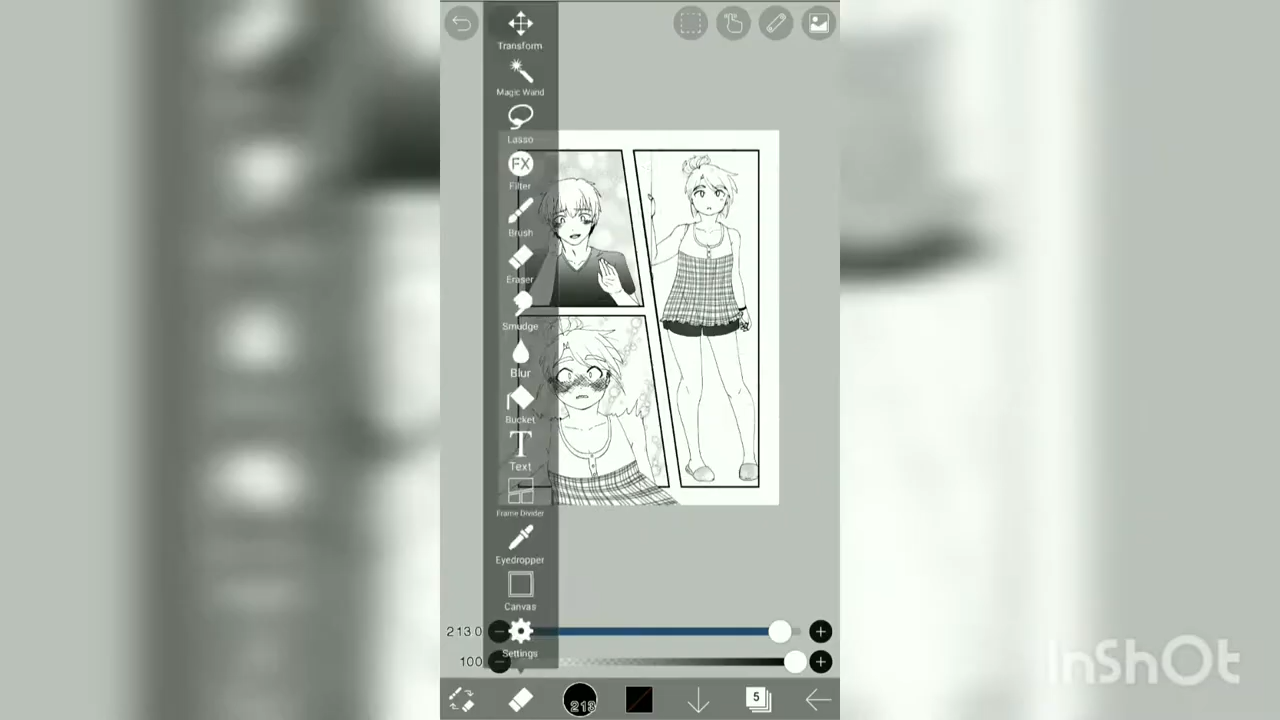 Transform
Magic Wand
Lasso
FX
Filter
Brush
Eraser
Smudge
Blur
Bucket
T
Text
Frame Divider
Eyedropper
Canvas
213.0
Settings
100
213
5
InShOt